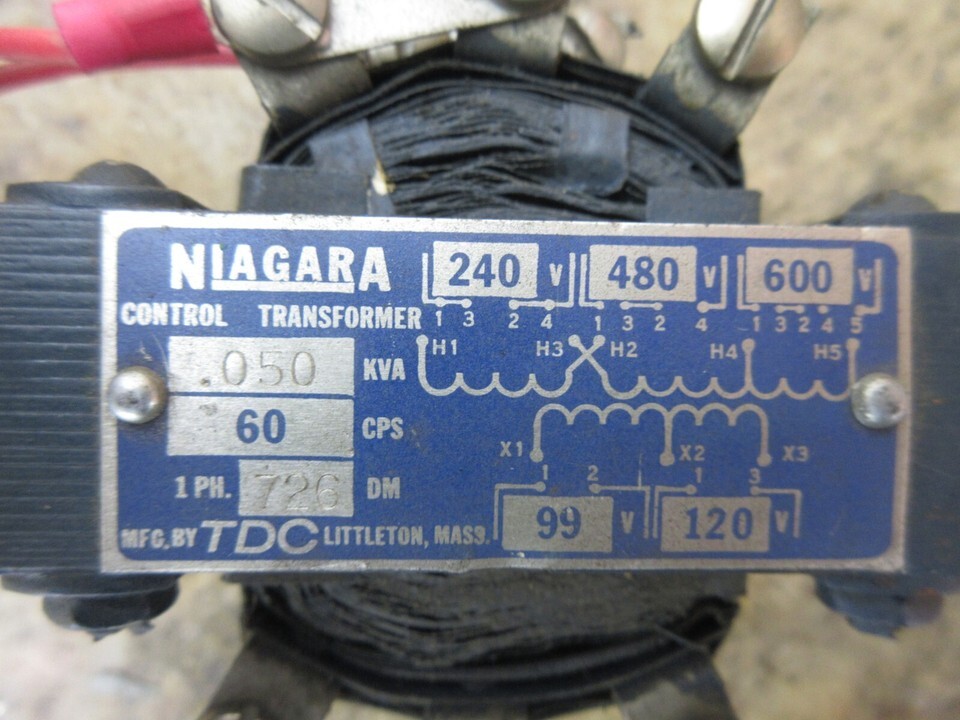 NIAGARA
240 V 480 V 600 V
1 3 2 4 1 3 2 4 1 3 2 4 5
CONTROL TRANSFORMER
H1 H3 H2 H4 H5
.050 KVA
60 CPS
X1 X2 X3
1 2 1 3
1 PH. 726 DM
99 V 120 V
MFG. BY TDC LITTLETON, MASS.